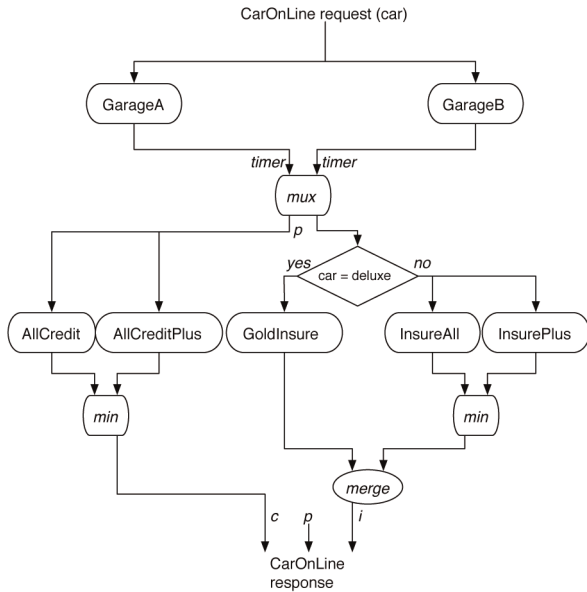 CarOnLine request (car)
GarageA
GarageB
timer
timer
mux
p
yes
car = deluxe
no
AllCredit
AllCreditPlus
GoldInsure
InsureAll
InsurePlus
min
min
merge
c
p
i
CarOnLine
response